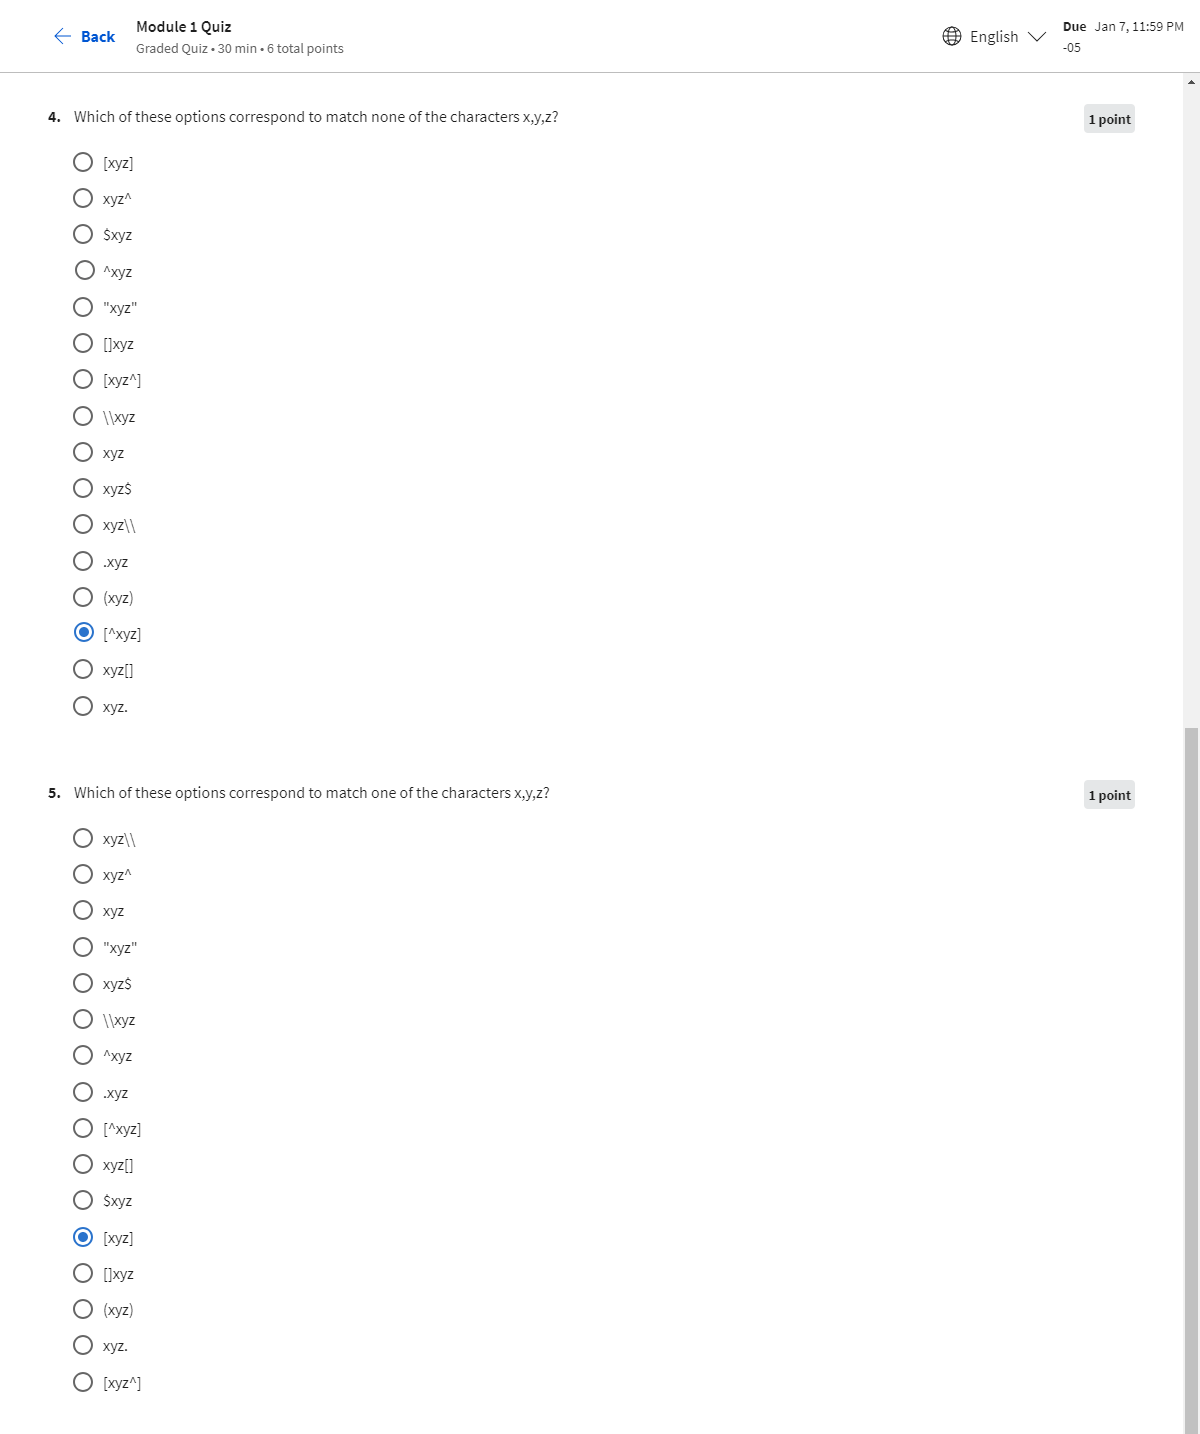 Back
Module 1 Quiz
Graded Quiz • 30 min • 6 total points
English
Due Jan 7, 11:59 PM
-05
4. Which of these options correspond to match none of the characters x,y,z?
1 point
[xyz]
xyz^
$xyz
^xyz
"xyz"
[]xyz
[xyz^]
\\xyz
xyz
xyz$
xyz\\
.xyz
(xyz)
[^xyz]
xyz[]
xyz.
5. Which of these options correspond to match one of the characters x,y,z?
1 point
xyz\\
xyz^
xyz
"xyz"
xyz$
\\xyz
^xyz
.xyz
[^xyz]
xyz[]
$xyz
[xyz]
[]xyz
(xyz)
xyz.
[xyz^]